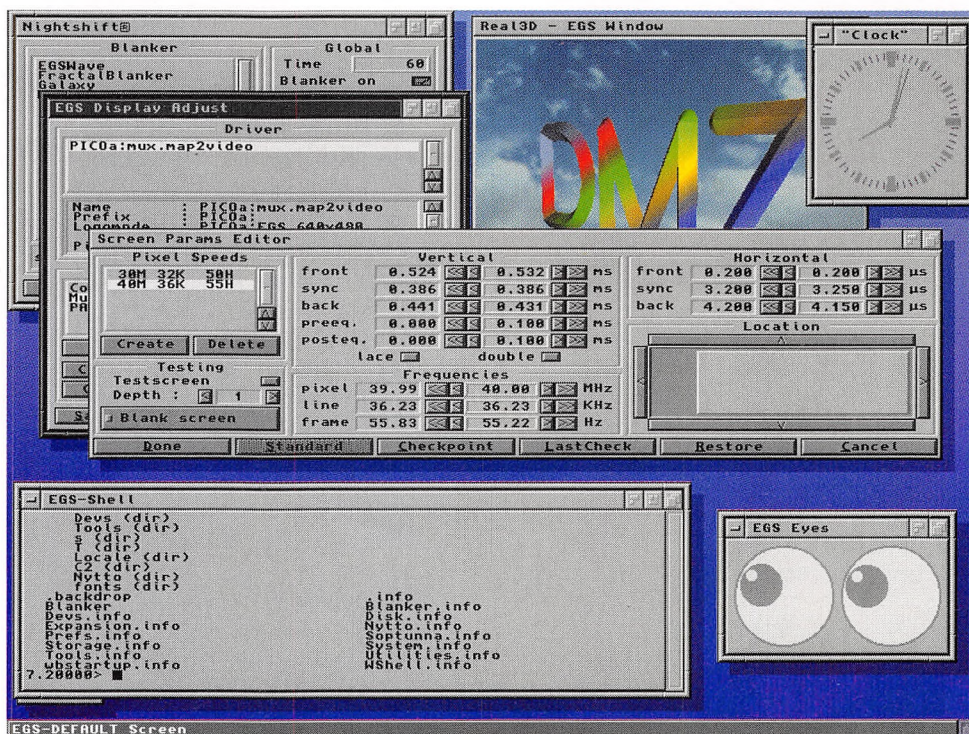 Nightshift
Blanker
EGSWave
FractalBlanker
Galaxy
Global
Time 60
Blanker on
Real3D - EGS Window
DMZ
"Clock"
EGS Display Adjust
Driver
PICOa:mux.map2video
Name : PICOa:mux.map2video
Prefix : PICOa:
Logomode : PICOa:EGS 640x480
Screen Params Editor
Pixel Speeds
30M 32K 50H
40M 36K 55H
Create Delete
Testing
Testscreen
Depth : 1
Blank screen
Vertical
front 0.524 0.532 ms
sync 0.386 0.386 ms
back 0.441 0.431 ms
preeq. 0.000 0.100 ms
posteq. 0.000 0.100 ms
lace double
Frequencies
pixel 39.99 40.00 MHz
line 36.23 36.23 KHz
frame 55.83 55.22 Hz
Horizontal
front 0.200 0.200 µs
sync 3.200 3.250 µs
back 4.200 4.150 µs
Location
Done Standard Checkpoint LastCheck Restore Cancel
EGS-Shell
Devs (dir)
Tools (dir)
s (dir)
T (dir)
Locale (dir)
C2 (dir)
Nytto (dir)
fonts (dir)
.backdrop .info
Blanker Blanker.info
Devs.info Disk.info
Expansion.info Nytto.info
Prefs.info Soptunna.info
Storage.info System.info
Tools.info Utilities.info
wbstartup.info WShell.info
7.20000>
EGS Eyes
EGS-DEFAULT Screen